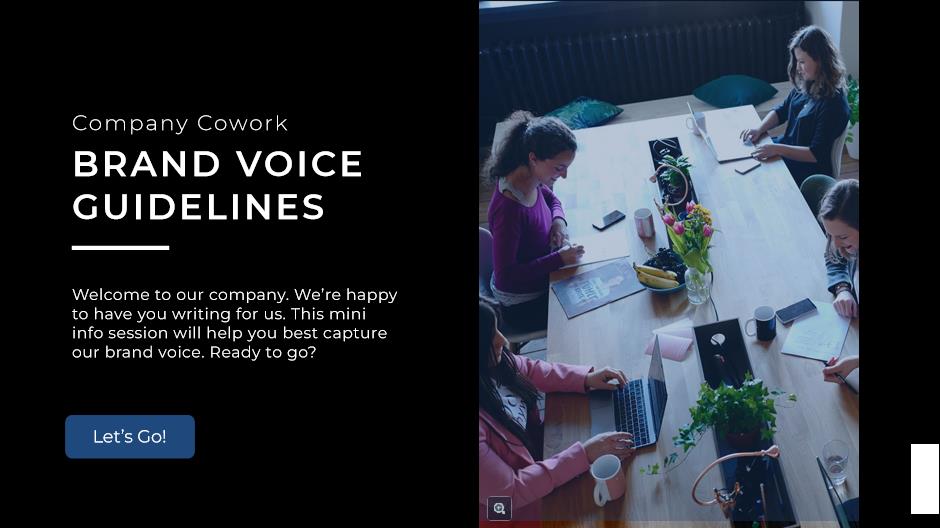 Company Cowork
BRAND VOICE
GUIDELINES
Welcome to our company. We’re happy
to have you writing for us. This mini
info session will help you best capture
our brand voice. Ready to go?
Let’s Go!